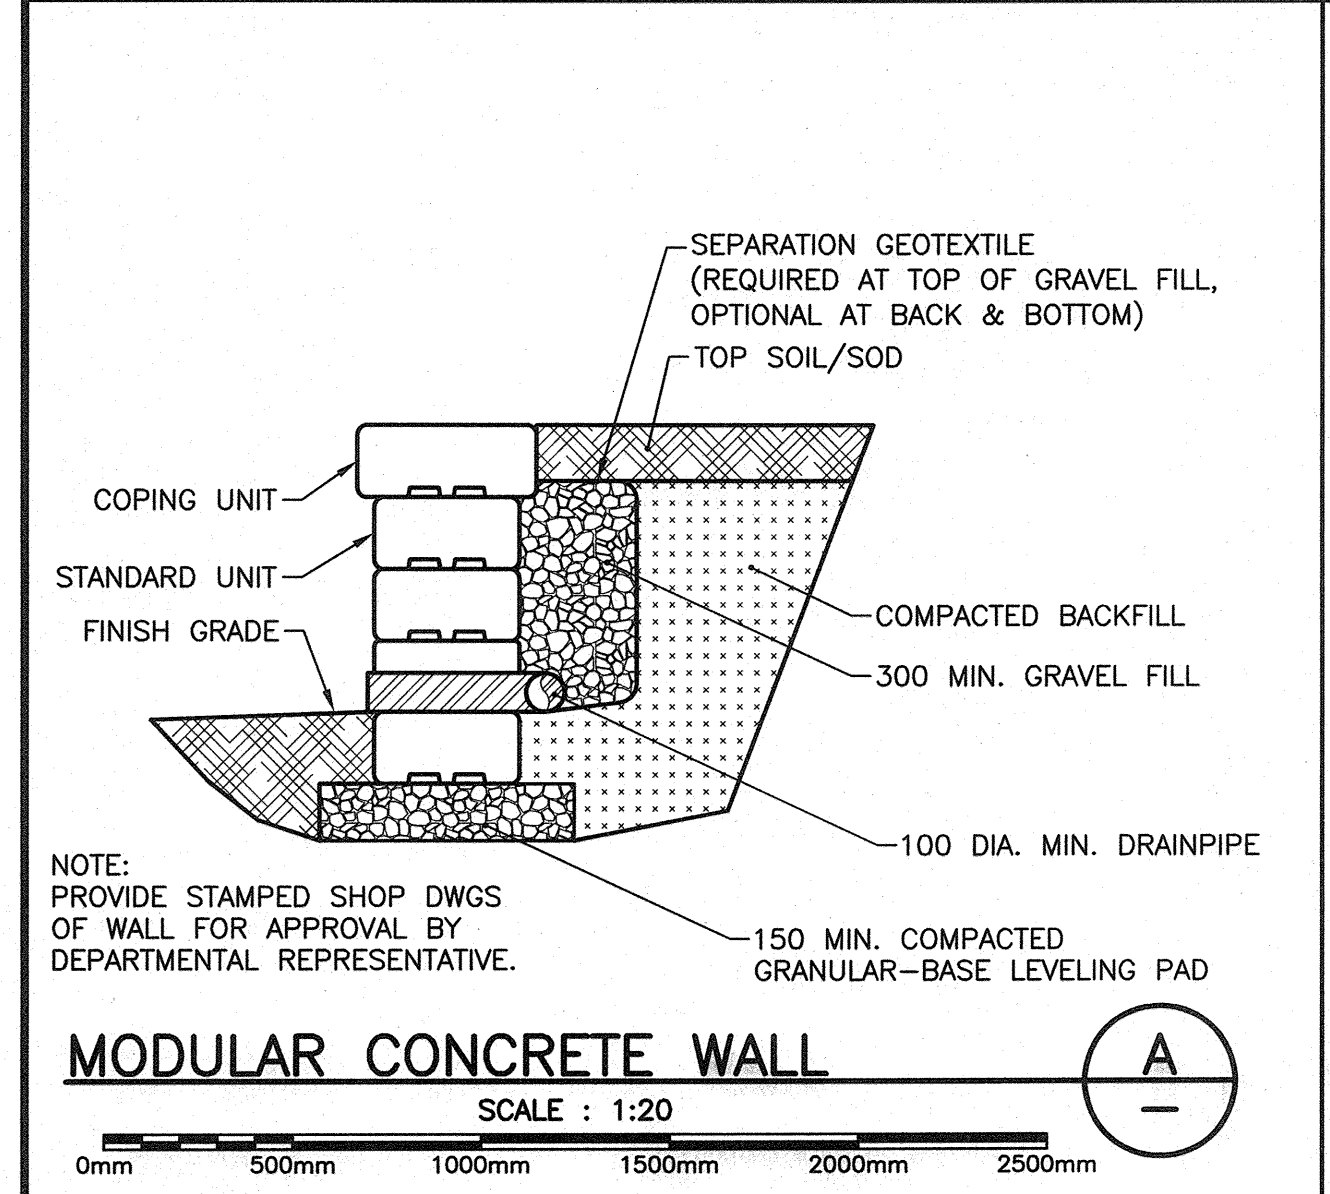 SEPARATION GEOTEXTILE
(REQUIRED AT TOP OF GRAVEL FILL,
OPTIONAL AT BACK & BOTTOM)
TOP SOIL/SOD
COPING UNIT
STANDARD UNIT
FINISH GRADE
COMPACTED BACKFILL
300 MIN. GRAVEL FILL
100 DIA. MIN. DRAINPIPE
NOTE:
PROVIDE STAMPED SHOP DWGS
OF WALL FOR APPROVAL BY
DEPARTMENTAL REPRESENTATIVE.
150 MIN. COMPACTED
GRANULAR-BASE LEVELING PAD
MODULAR CONCRETE WALL
A
–
SCALE : 1:20
0mm 500mm 1000mm 1500mm 2000mm 2500mm